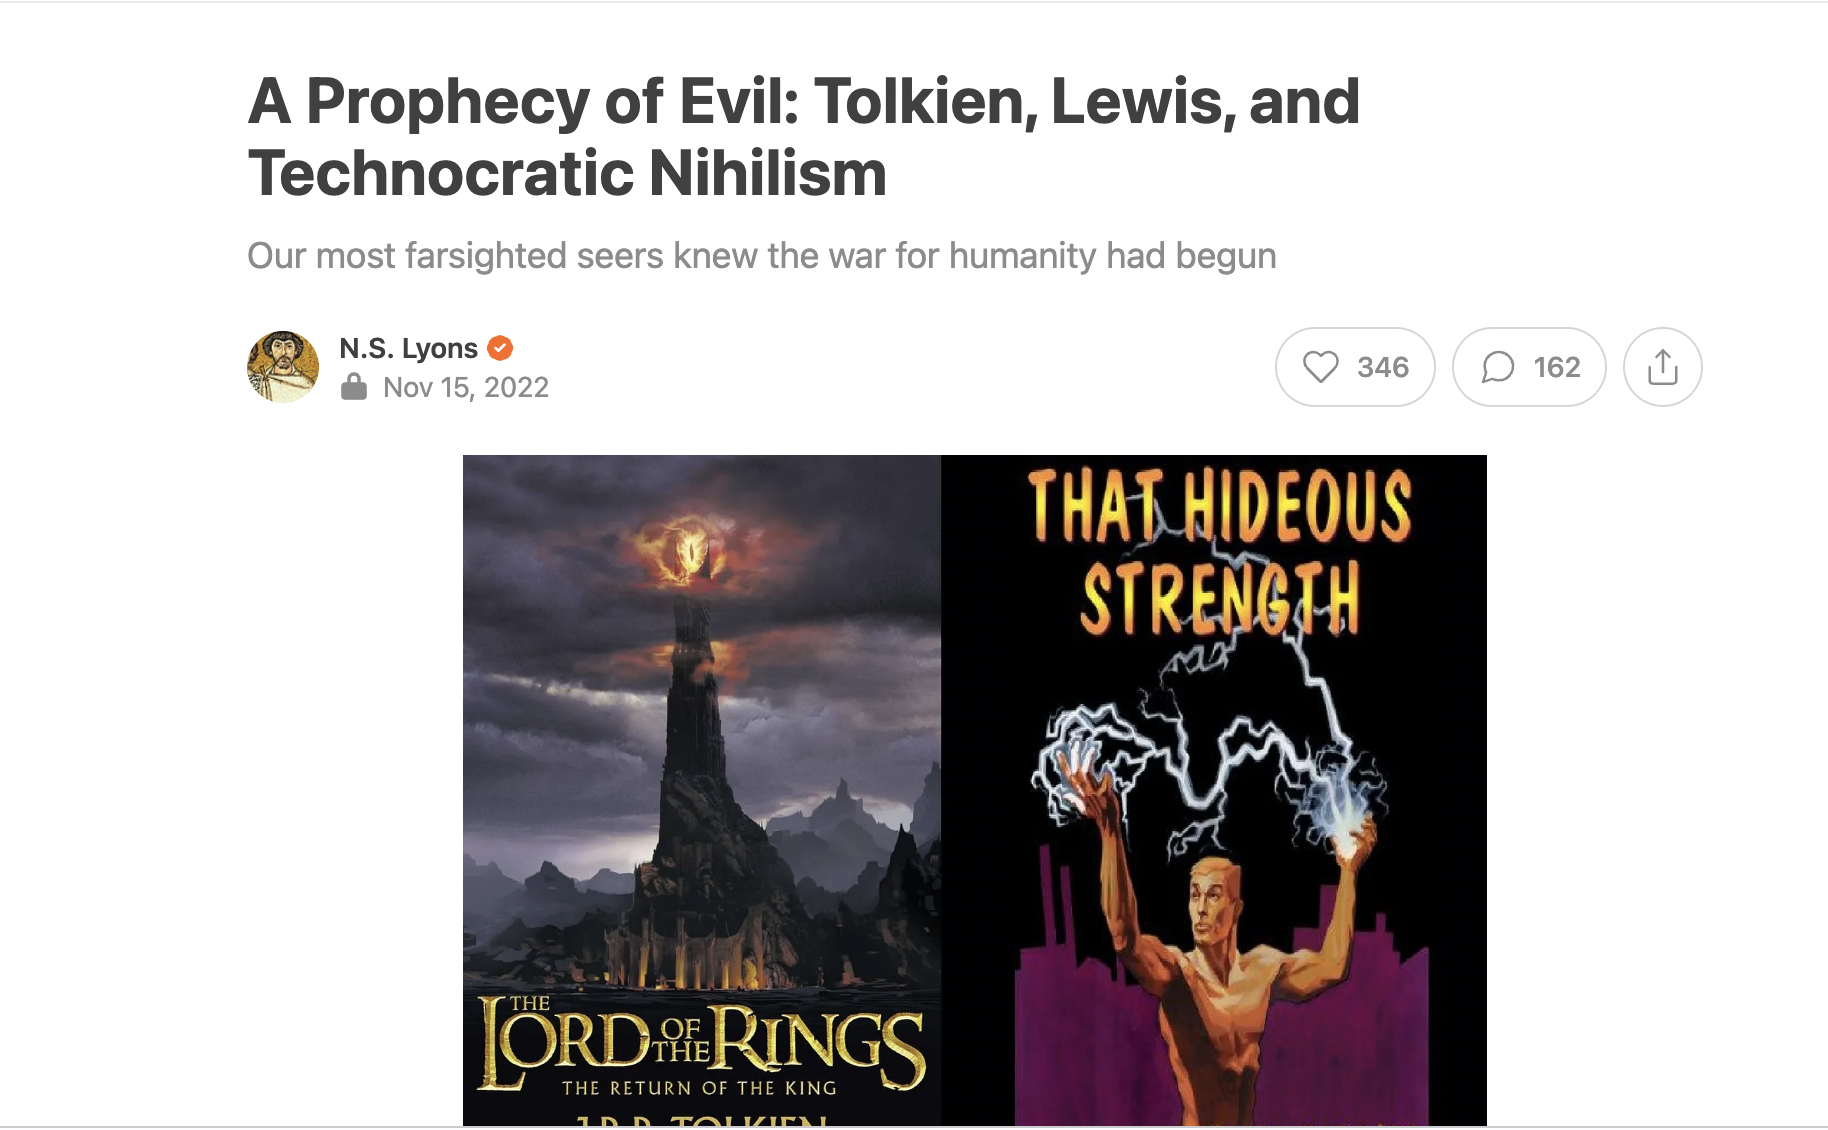 A Prophecy of Evil: Tolkien, Lewis, and
Technocratic Nihilism
Our most farsighted seers knew the war for humanity had begun
N.S. Lyons
Nov 15, 2022
346
162
THE LORD OF THE RINGS
THE RETURN OF THE KING
J.R.R. TOLKIEN
THAT HIDEOUS
STRENGTH